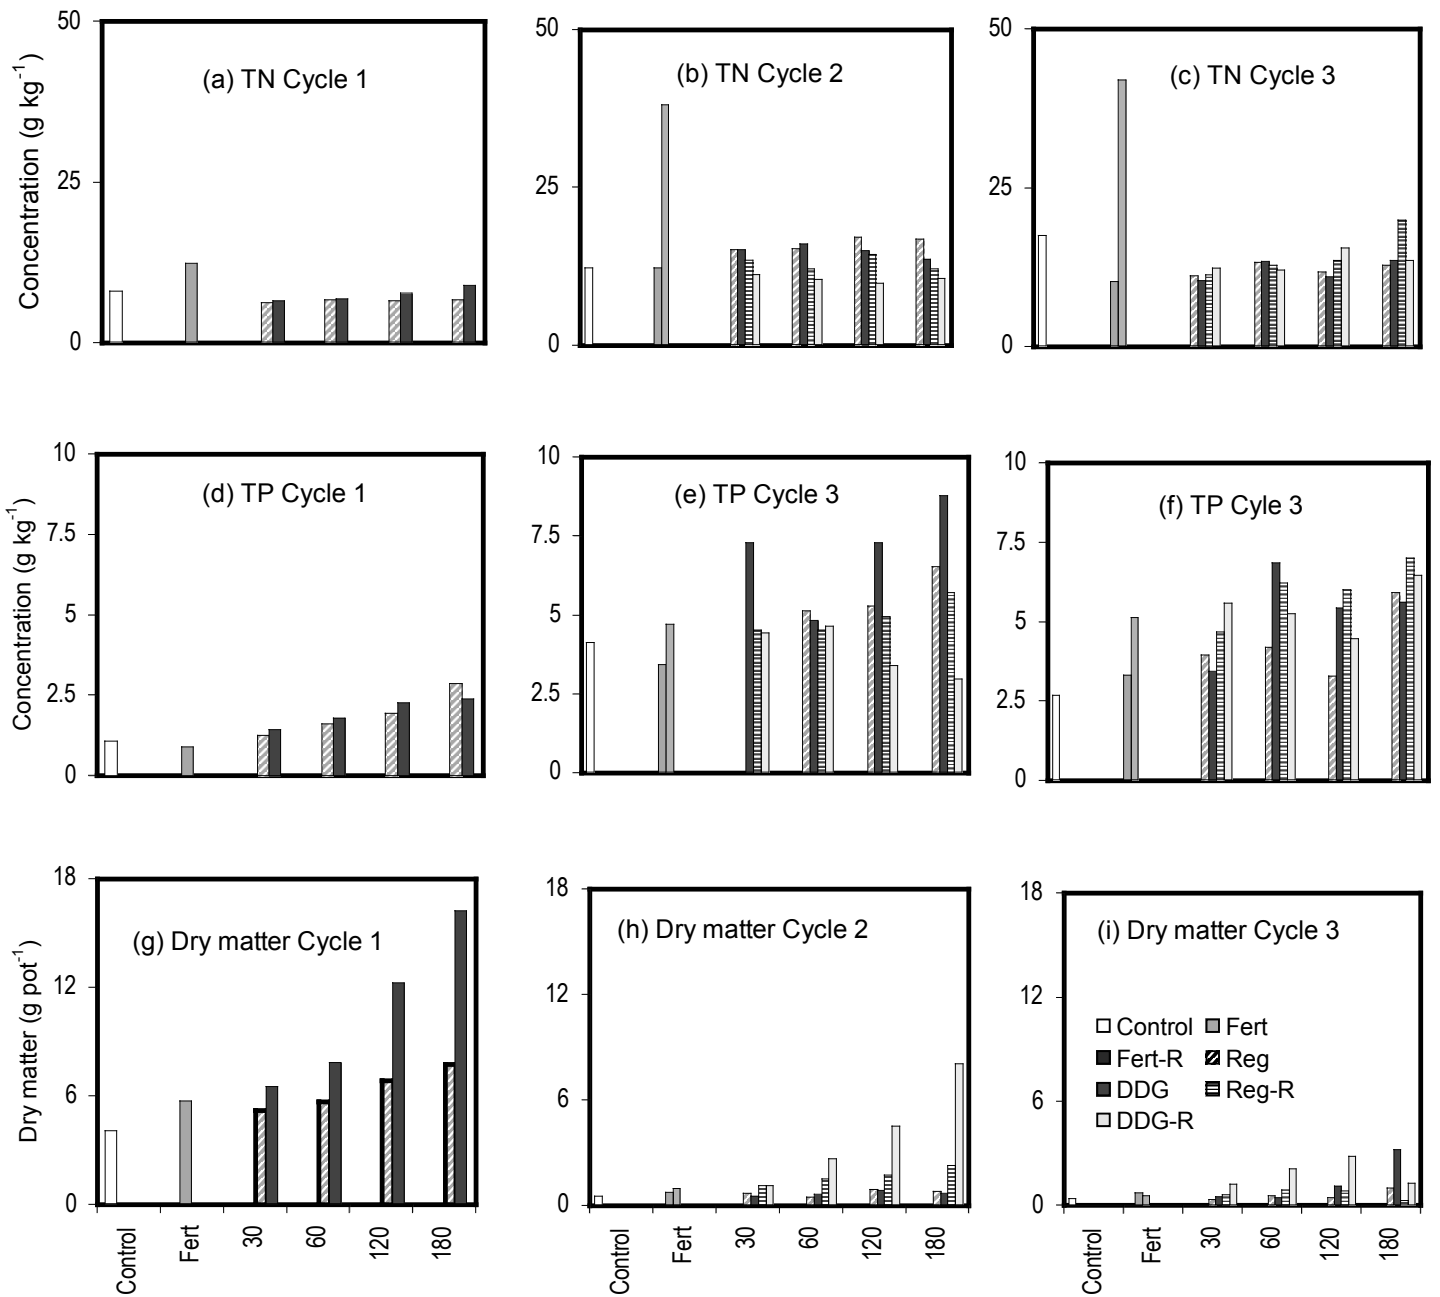 50
25
0
Concentration (g kg⁻¹)
(a) TN Cycle 1
50
25
0
(b) TN Cycle 2
50
25
0
(c) TN Cycle 3
10
7.5
5
2.5
0
Concentration (g kg⁻¹)
(d) TP Cycle 1
10
7.5
5
2.5
0
(e) TP Cycle 3
10
7.5
5
2.5
0
(f) TP Cyle 3
18
12
6
0
Dry matter (g pot⁻¹)
(g) Dry matter Cycle 1
Control
Fert
30
60
120
180
18
12
6
0
(h) Dry matter Cycle 2
Control
Fert
30
60
120
180
18
12
6
0
(i) Dry matter Cycle 3
Control Fert
Fert-R Reg
DDG Reg-R
DDG-R
Control
Fert
30
60
120
180